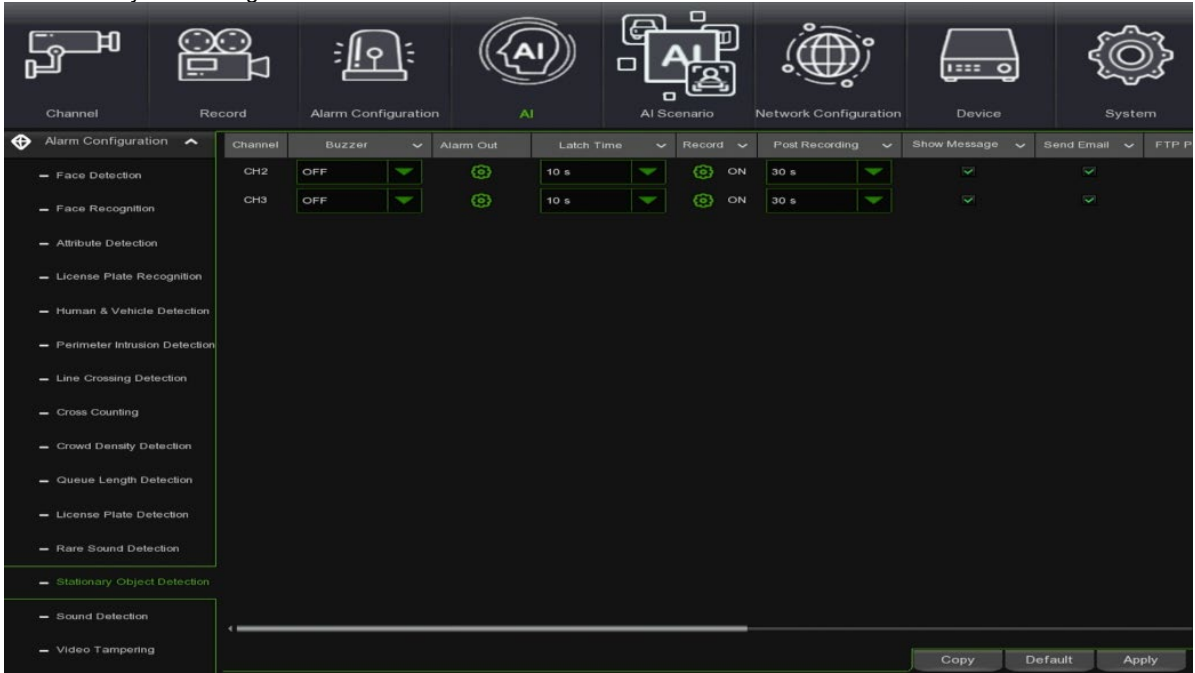 AI
AI
Channel
Record
Alarm Configuration
AI
AI Scenario
Network Configuration
Device
System
Alarm Configuration
Channel Buzzer Alarm Out Latch Time Record Post Recording Show Message Send Email FTP P
Face Detection
CH2 OFF 10 s ON 30 s
Face Recognition
CH3 OFF 10 s ON 30 s
Attribute Detection
License Plate Recognition
Human & Vehicle Detection
Perimeter Intrusion Detection
Line Crossing Detection
Cross Counting
Crowd Density Detection
Queue Length Detection
License Plate Detection
Rare Sound Detection
Stationary Object Detection
Sound Detection
Video Tampering
Copy Default Apply